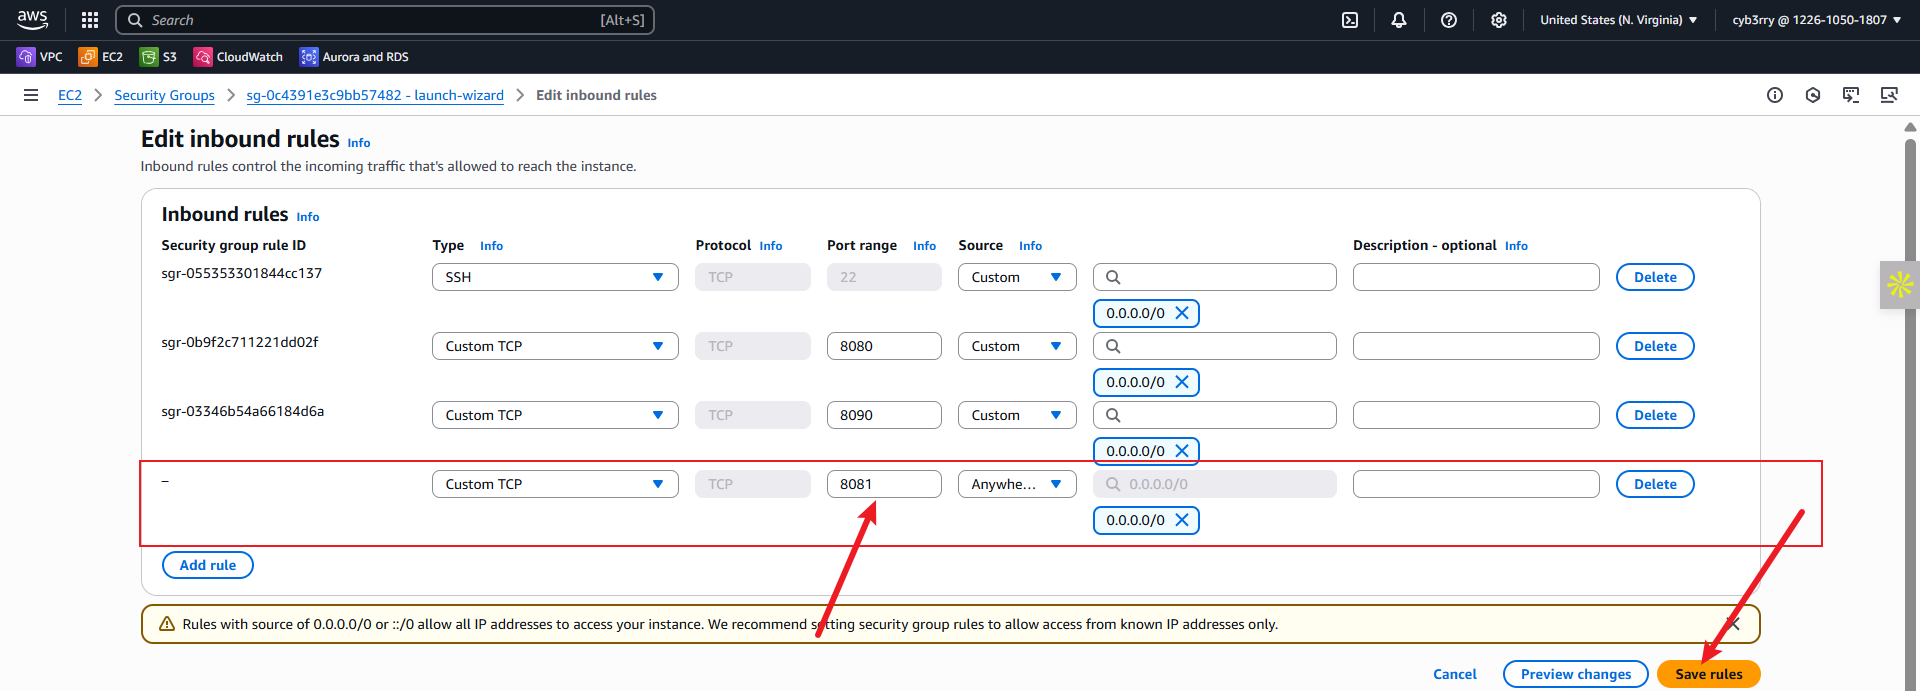 aws Search [Alt+S] United States (N. Virginia) cyb3rry @ 1226-1050-1807
VPC EC2 S3 CloudWatch Aurora and RDS
EC2 Security Groups sg-0c4391e3c9bb57482 - launch-wizard Edit inbound rules
Edit inbound rules Info
Inbound rules control the incoming traffic that's allowed to reach the instance.
Inbound rules Info
Security group rule ID Type Info Protocol Info Port range Info Source Info Description - optional Info
sgr-055353301844cc137 SSH TCP 22 Custom Delete
0.0.0.0/0
sgr-0b9f2c711221dd02f Custom TCP TCP 8080 Custom Delete
0.0.0.0/0
sgr-03346b54a66184d6a Custom TCP TCP 8090 Custom Delete
0.0.0.0/0
– Custom TCP TCP 8081 Anywhe... 0.0.0.0/0 Delete
0.0.0.0/0
Add rule
Rules with source of 0.0.0.0/0 or ::/0 allow all IP addresses to access your instance. We recommend setting security group rules to allow access from known IP addresses only.
Cancel Preview changes Save rules